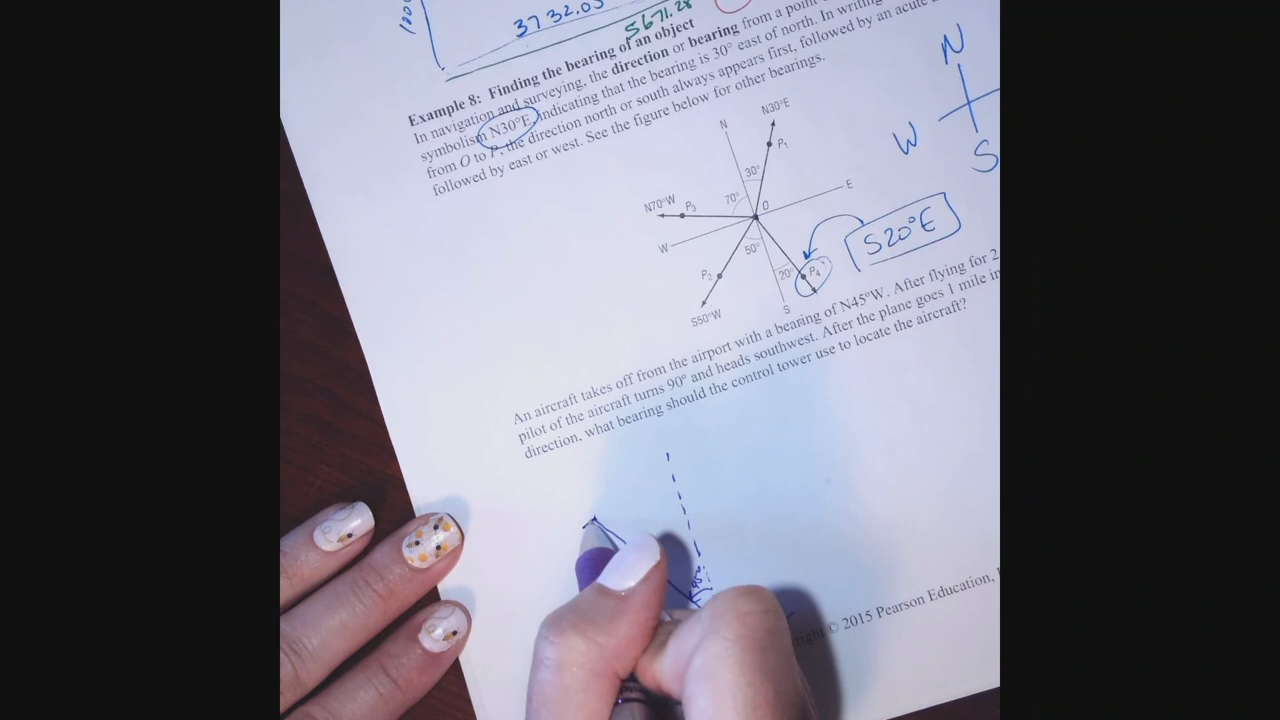 1000
3732.05
5671.28
Example 8: Finding the bearing of an object
In navigation and surveying, the direction or bearing from a point
symbolism N30°E, indicating that the bearing is 30° east of north. In writing
from O to P, the direction north or south always appears first, followed by an acute
followed by east or west. See the figure below for other bearings.
N
W
S
N
N30°E
P₁
30°
70°
E
N70°W
P₃
O
W
50°
S20°E
P₂
20°
P₄
S50°W
S
An aircraft takes off from the airport with a bearing of N45°W. After flying for 2
pilot of the aircraft turns 90° and heads southwest. After the plane goes 1 mile in
direction, what bearing should the control tower use to locate the aircraft?
45°
© 2015 Pearson Education,